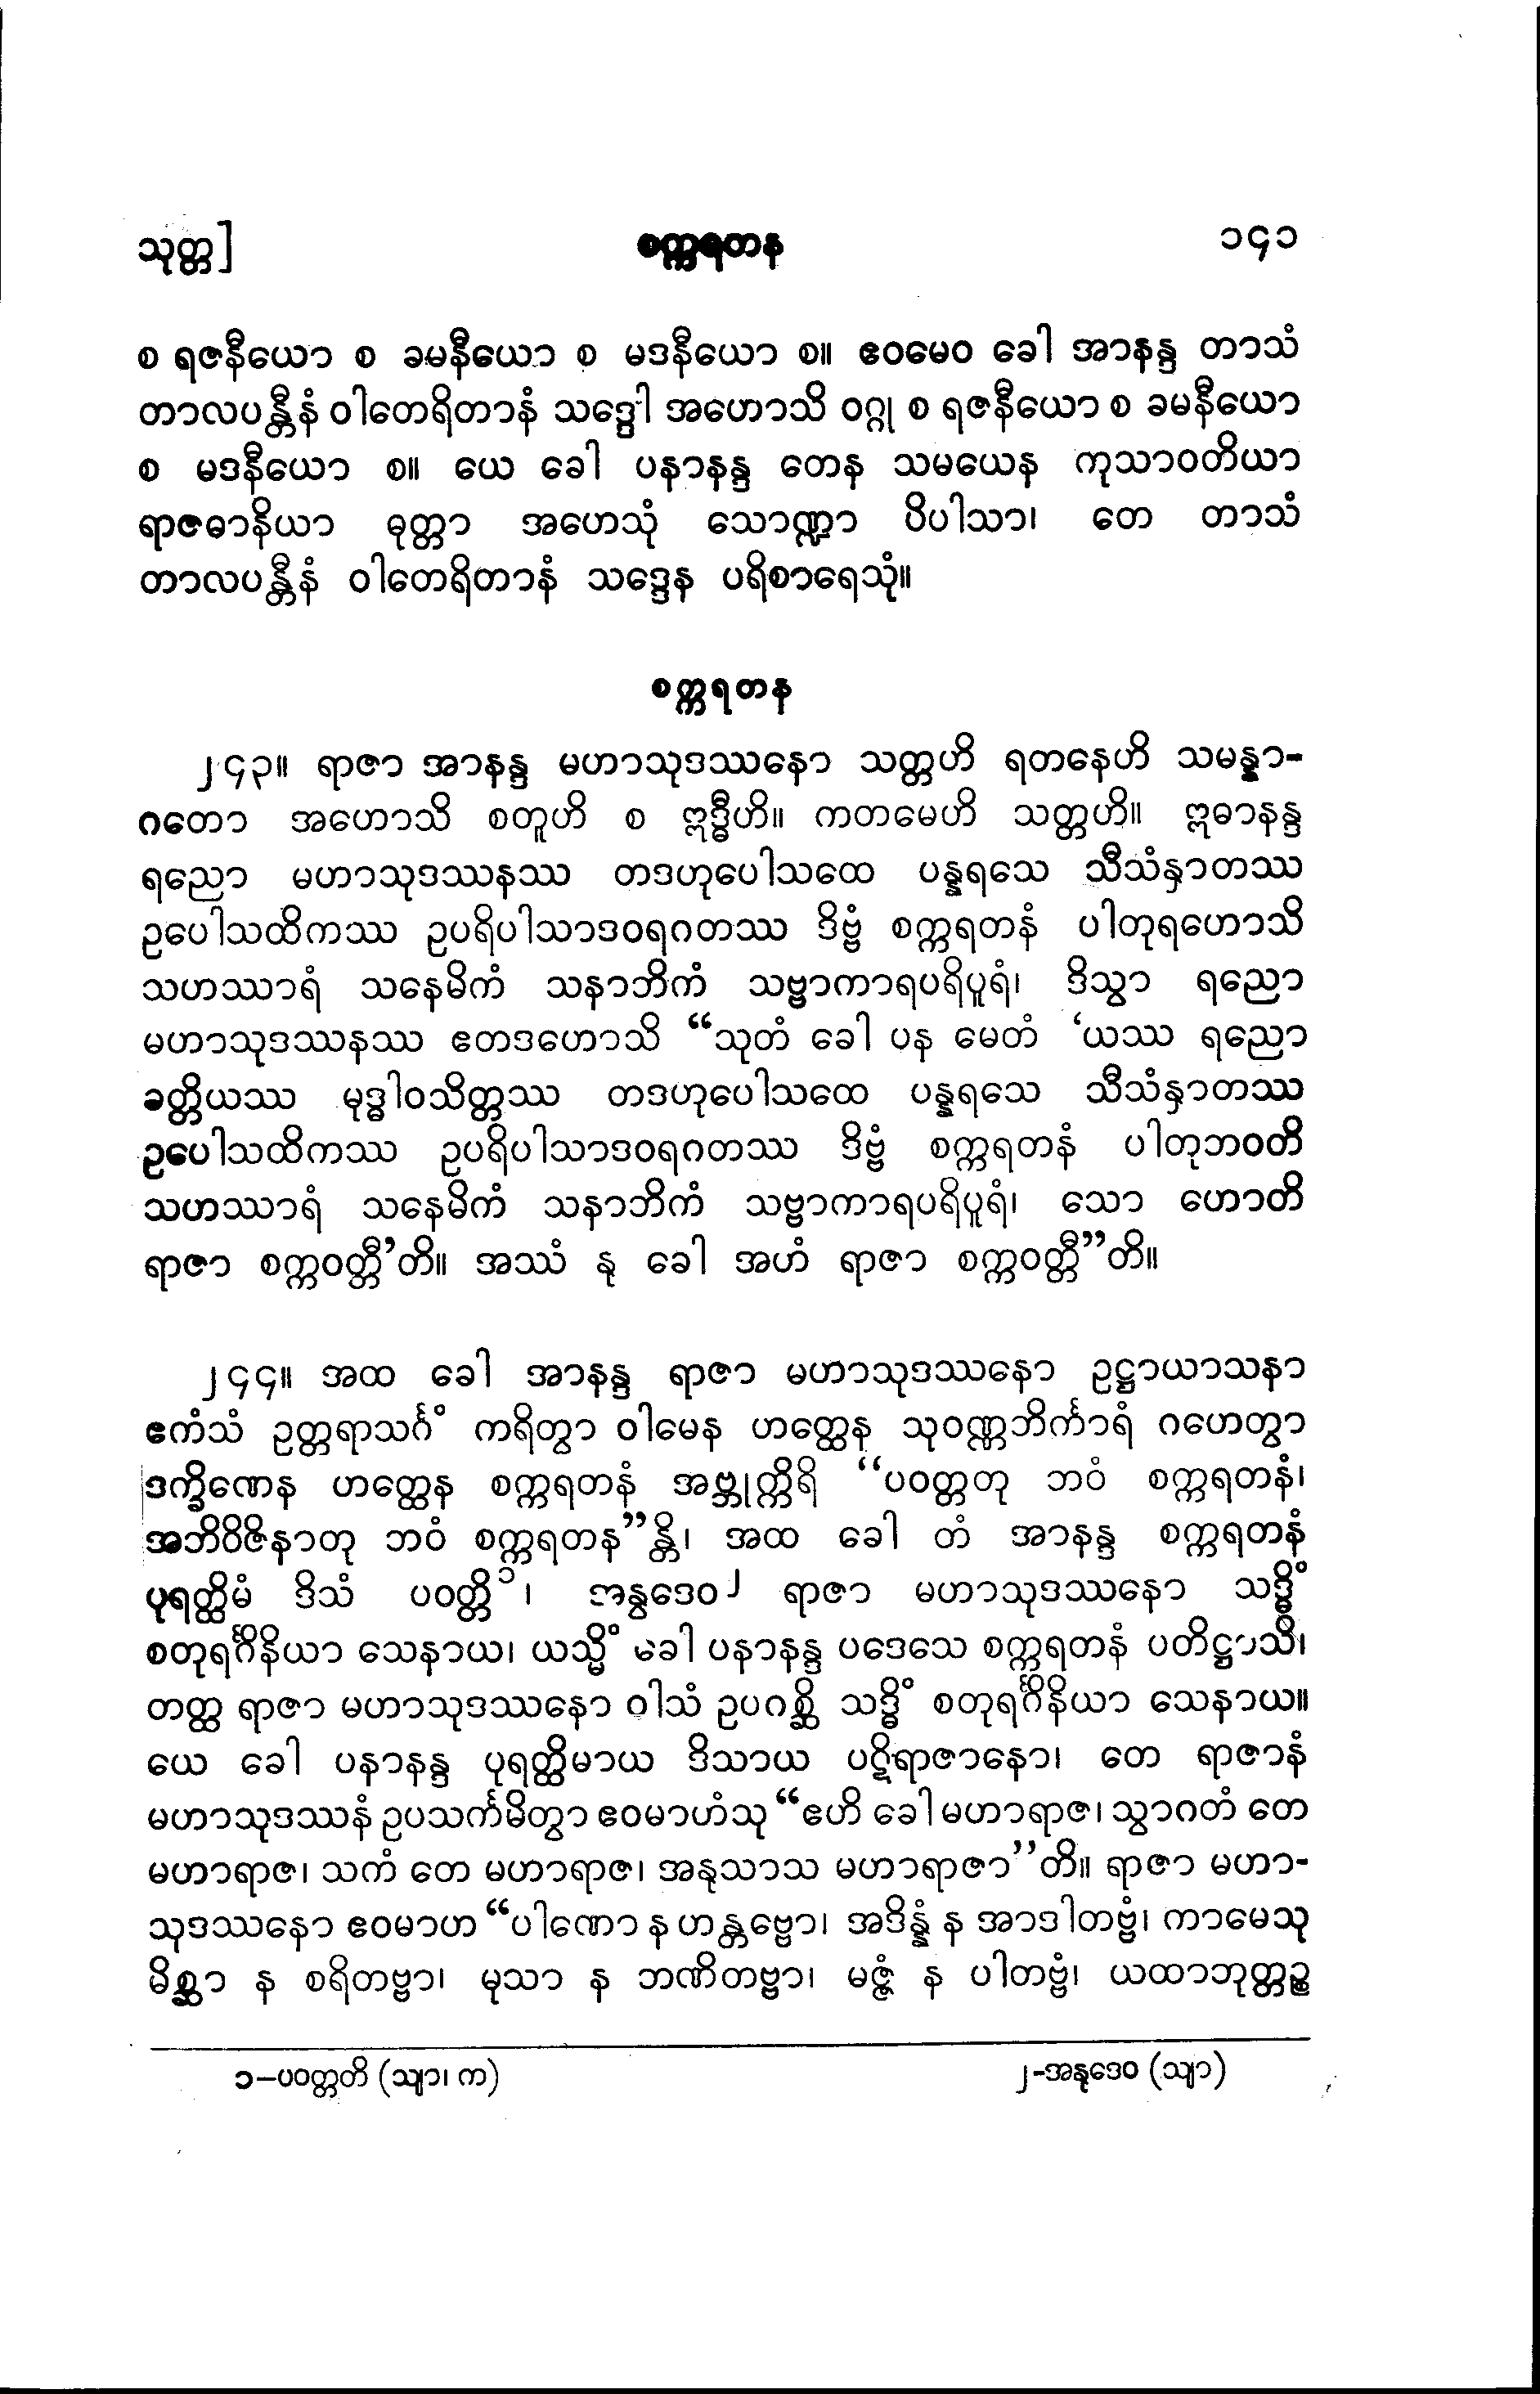 သုတ္တ] စက္ကရတန ၁၄၁
စ ရဇနီယော စ ခမနီယော စ မဒနီယော စ။ ဧဝမေဝ ခေါ အာနန္ဒ တာသံ
တာလပန္တီနံ ဝါတေရိတာနံ သဒ္ဒေါ အဟောသိ ဝဂ္ဂု စ ရဇနီယော စ ခမနီယော
စ မဒနီယော စ။ ယေ ခေါ ပနာနန္ဒ တေန သမယေန ကုသာဝတိယာ
ရာဇဓာနိယာ ဓုတ္တာ အဟေသုံ သောဏ္ဍာ ပိပါသာ၊ တေ တာသံ
တာလပန္တီနံ ဝါတေရိတာနံ သဒ္ဒေန ပရိစာရေသုံ။
စက္ကရတန
၂၄၃။ ရာဇာ အာနန္ဒ မဟာသုဒဿနော သတ္တဟိ ရတနေဟိ သမန္နာ-
ဂတော အဟောသိ စတူဟိ စ ဣဒ္ဓီဟိ။ ကတမေဟိ သတ္တဟိ။ ဣဓာနန္ဒ
ရညော မဟာသုဒဿနဿ တဒဟုပေါသထေ ပန္နရသေ သီသံနှာတဿ
ဥပေါသထိကဿ ဥပရိပါသာဒဝရဂတဿ ဒိဗ္ဗံ စက္ကရတနံ ပါတုရဟောသိ
သဟဿာရံ သနေမိကံ သနာဘိကံ သဗ္ဗာကာရပရိပူရံ၊ ဒိသွာ ရညော
မဟာသုဒဿနဿ ဧတဒဟောသိ “သုတံ ခေါ ပန မေတံ ‘ယဿ ရညော
ခတ္တိယဿ မုဒ္ဓါဝသိတ္တဿ တဒဟုပေါသထေ ပန္နရသေ သီသံနှာတဿ
ဥပေါသထိကဿ ဥပရိပါသာဒဝရဂတဿ ဒိဗ္ဗံ စက္ကရတနံ ပါတုဘဝတိ
သဟဿာရံ သနေမိကံ သနာဘိကံ သဗ္ဗာကာရပရိပူရံ၊ သော ဟောတိ
ရာဇာ စက္ကဝတ္တီ’တိ။ အဿံ နု ခေါ အဟံ ရာဇာ စက္ကဝတ္တီ”တိ။
၂၄၄။ အထ ခေါ အာနန္ဒ ရာဇာ မဟာသုဒဿနော ဥဋ္ဌာယာသနာ
ဧကံသံ ဥတ္တရာသင်္ဂံ ကရိတွာ ဝါမေန ဟတ္ထေန သုဝဏ္ဏဘိင်္ကာရံ ဂဟေတွာ
ဒက္ခိဏေန ဟတ္ထေန စက္ကရတနံ အဗ္ဘုက္ကိရိ “ပဝတ္တတု ဘဝံ စက္ကရတနံ၊
အဘိဝိဇိနာတု ဘဝံ စက္ကရတန”န္တိ၊ အထ ခေါ တံ အာနန္ဒ စက္ကရတနံ
ပုရတ္ထိမံ ဒိသံ ပဝတ္တိ၁၊ အနွဒေဝ၂ ရာဇာ မဟာသုဒဿနော သဒ္ဓိံ
စတုရင်္ဂိနိယာ သေနာယ၊ ယသ္မိံ ခေါ ပနာနန္ဒ ပဒေသေ စက္ကရတနံ ပတိဋ္ဌာသိ၊
တတ္ထ ရာဇာ မဟာသုဒဿနော ဝါသံ ဥပဂစ္ဆိ သဒ္ဓိံ စတုရင်္ဂိနိယာ သေနာယ။
ယေ ခေါ ပနာနန္ဒ ပုရတ္ထိမာယ ဒိသာယ ပဋိရာဇာနော၊ တေ ရာဇာနံ
မဟာသုဒဿနံ ဥပသင်္ကမိတွာ ဧဝမာဟံသု “ဧဟိ ခေါ မဟာရာဇ၊ သွာဂတံ တေ
မဟာရာဇ၊ သကံ တေ မဟာရာဇ၊ အနုသာသ မဟာရာဇာ”တိ။ ရာဇာ မဟာ-
သုဒဿနော ဧဝမာဟ “ပါဏော န ဟန္တဗ္ဗော၊ အဒိန္နံ န အာဒါတဗ္ဗံ၊ ကာမေသု
မိစ္ဆာ န စရိတဗ္ဗာ၊ မုသာ န ဘဏိတဗ္ဗာ၊ မဇ္ဇံ န ပါတဗ္ဗံ၊ ယထာဘုတ္တဉ္စ
၁–ပဝတ္တတိ (သျာ၊ က) ၂-အနုဒေဝ (သျာ)